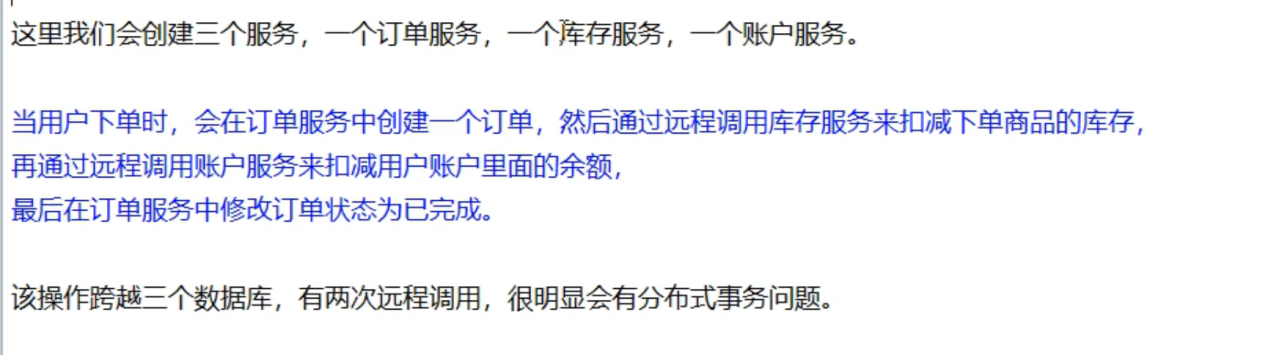 这里我们会创建三个服务，一个订单服务，一个库存服务，一个账户服务。
当用户下单时，会在订单服务中创建一个订单，然后通过远程调用库存服务来扣减下单商品的库存，
再通过远程调用账户服务来扣减用户账户里面的余额，
最后在订单服务中修改订单状态为已完成。
该操作跨越三个数据库，有两次远程调用，很明显会有分布式事务问题。